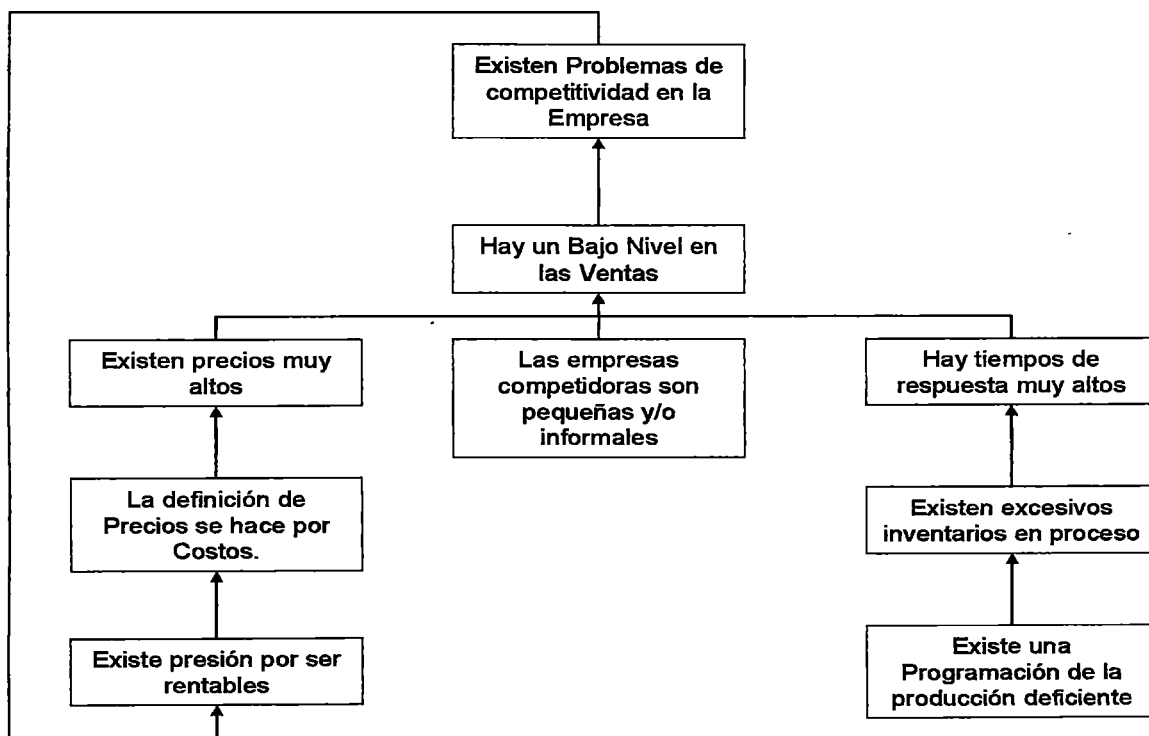 Existen Problemas de
competitividad en la
Empresa
Hay un Bajo Nivel en
las Ventas
Existen precios muy
altos
Las empresas
competidoras son
pequeñas y/o
informales
Hay tiempos de
respuesta muy altos
La definición de
Precios se hace por
Costos.
Existen excesivos
inventarios en proceso
Existe presión por ser
rentables
Existe una
Programación de la
producción deficiente